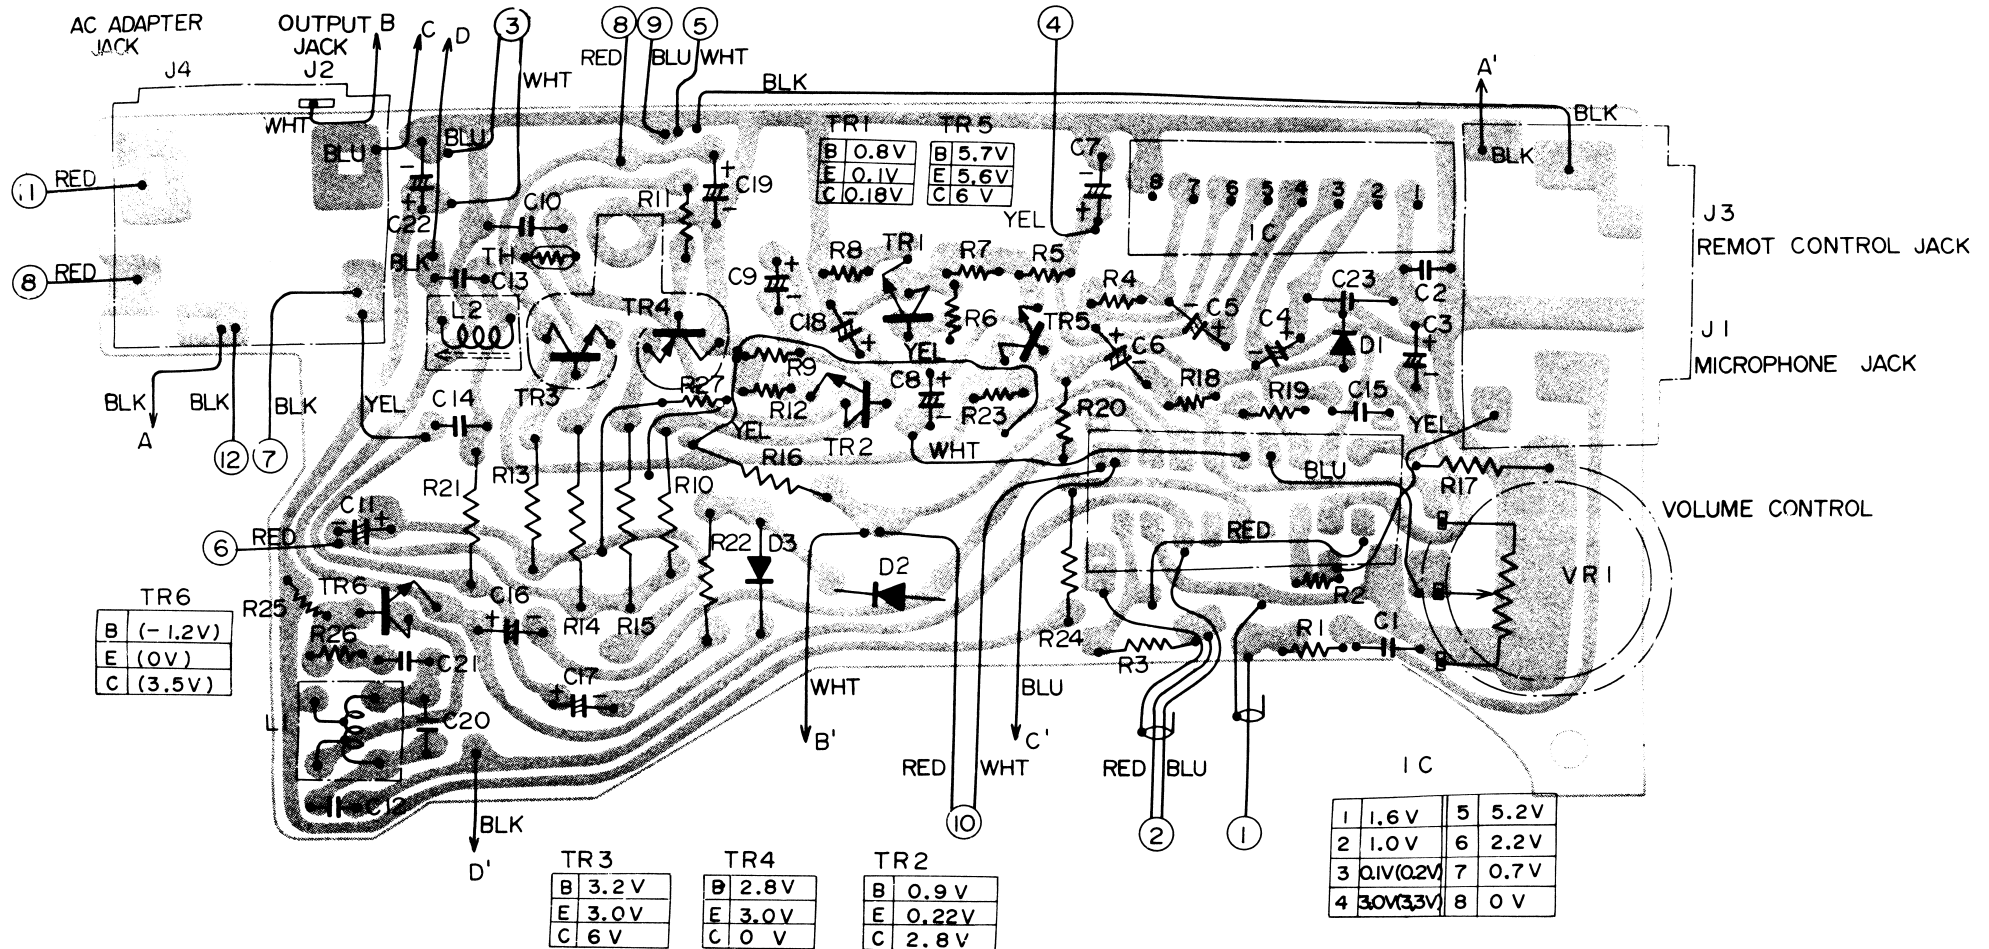 AC ADAPTER
JACK
J4
OUTPUT B
JACK
J2
C
D
3
8
9
5
4
WHT
RED
BLU
WHT
BLK
A'
BLK
WHT
BLU
BLU
BLK
11 RED
8 RED
C22
C10
BLK
C13
TH
R11
C19
L2
TR4
TR3
TR1
B 0.8V
E 0.1V
C 0.18V
TR5
B 5.7V
E 5.6V
C 6V
C7
YEL
8 7 6 5 4 3 2 1
IC
J3
REMOT CONTROL JACK
R8
TR1
R7
R5
C9
C18
R6
TR5
R4
C5
C4
C6
C23
C2
C3
D1
J1
MICROPHONE JACK
YEL
R9
R12
R27
C8
R23
TR2
R18
R19
C15
R20
YEL
BLK
A
BLK
12
7
BLK
YEL
C14
YEL
R16
WHT
BLU
R17
VOLUME CONTROL
R21
R13
R10
C11
6 RED
R22
D3
D2
RED
R2
VR1
TR6
B (-1.2V)
E (0V)
C (3.5V)
TR6
R25
R26
C16
R14
R15
C21
C17
R24
R3
R1
C1
L
C20
C12
WHT
B'
BLU
C'
RED
WHT
10
RED
BLU
2
1
BLK
D'
TR3
B 3.2V
E 3.0V
C 6V
TR4
B 2.8V
E 3.0V
C 0 V
TR2
B 0.9V
E 0.22V
C 2.8V
IC
1 1.6V 5 5.2V
2 1.0V 6 2.2V
3 0.1V(0.2V) 7 0.7V
4 3.0V(3.3V) 8 0 V